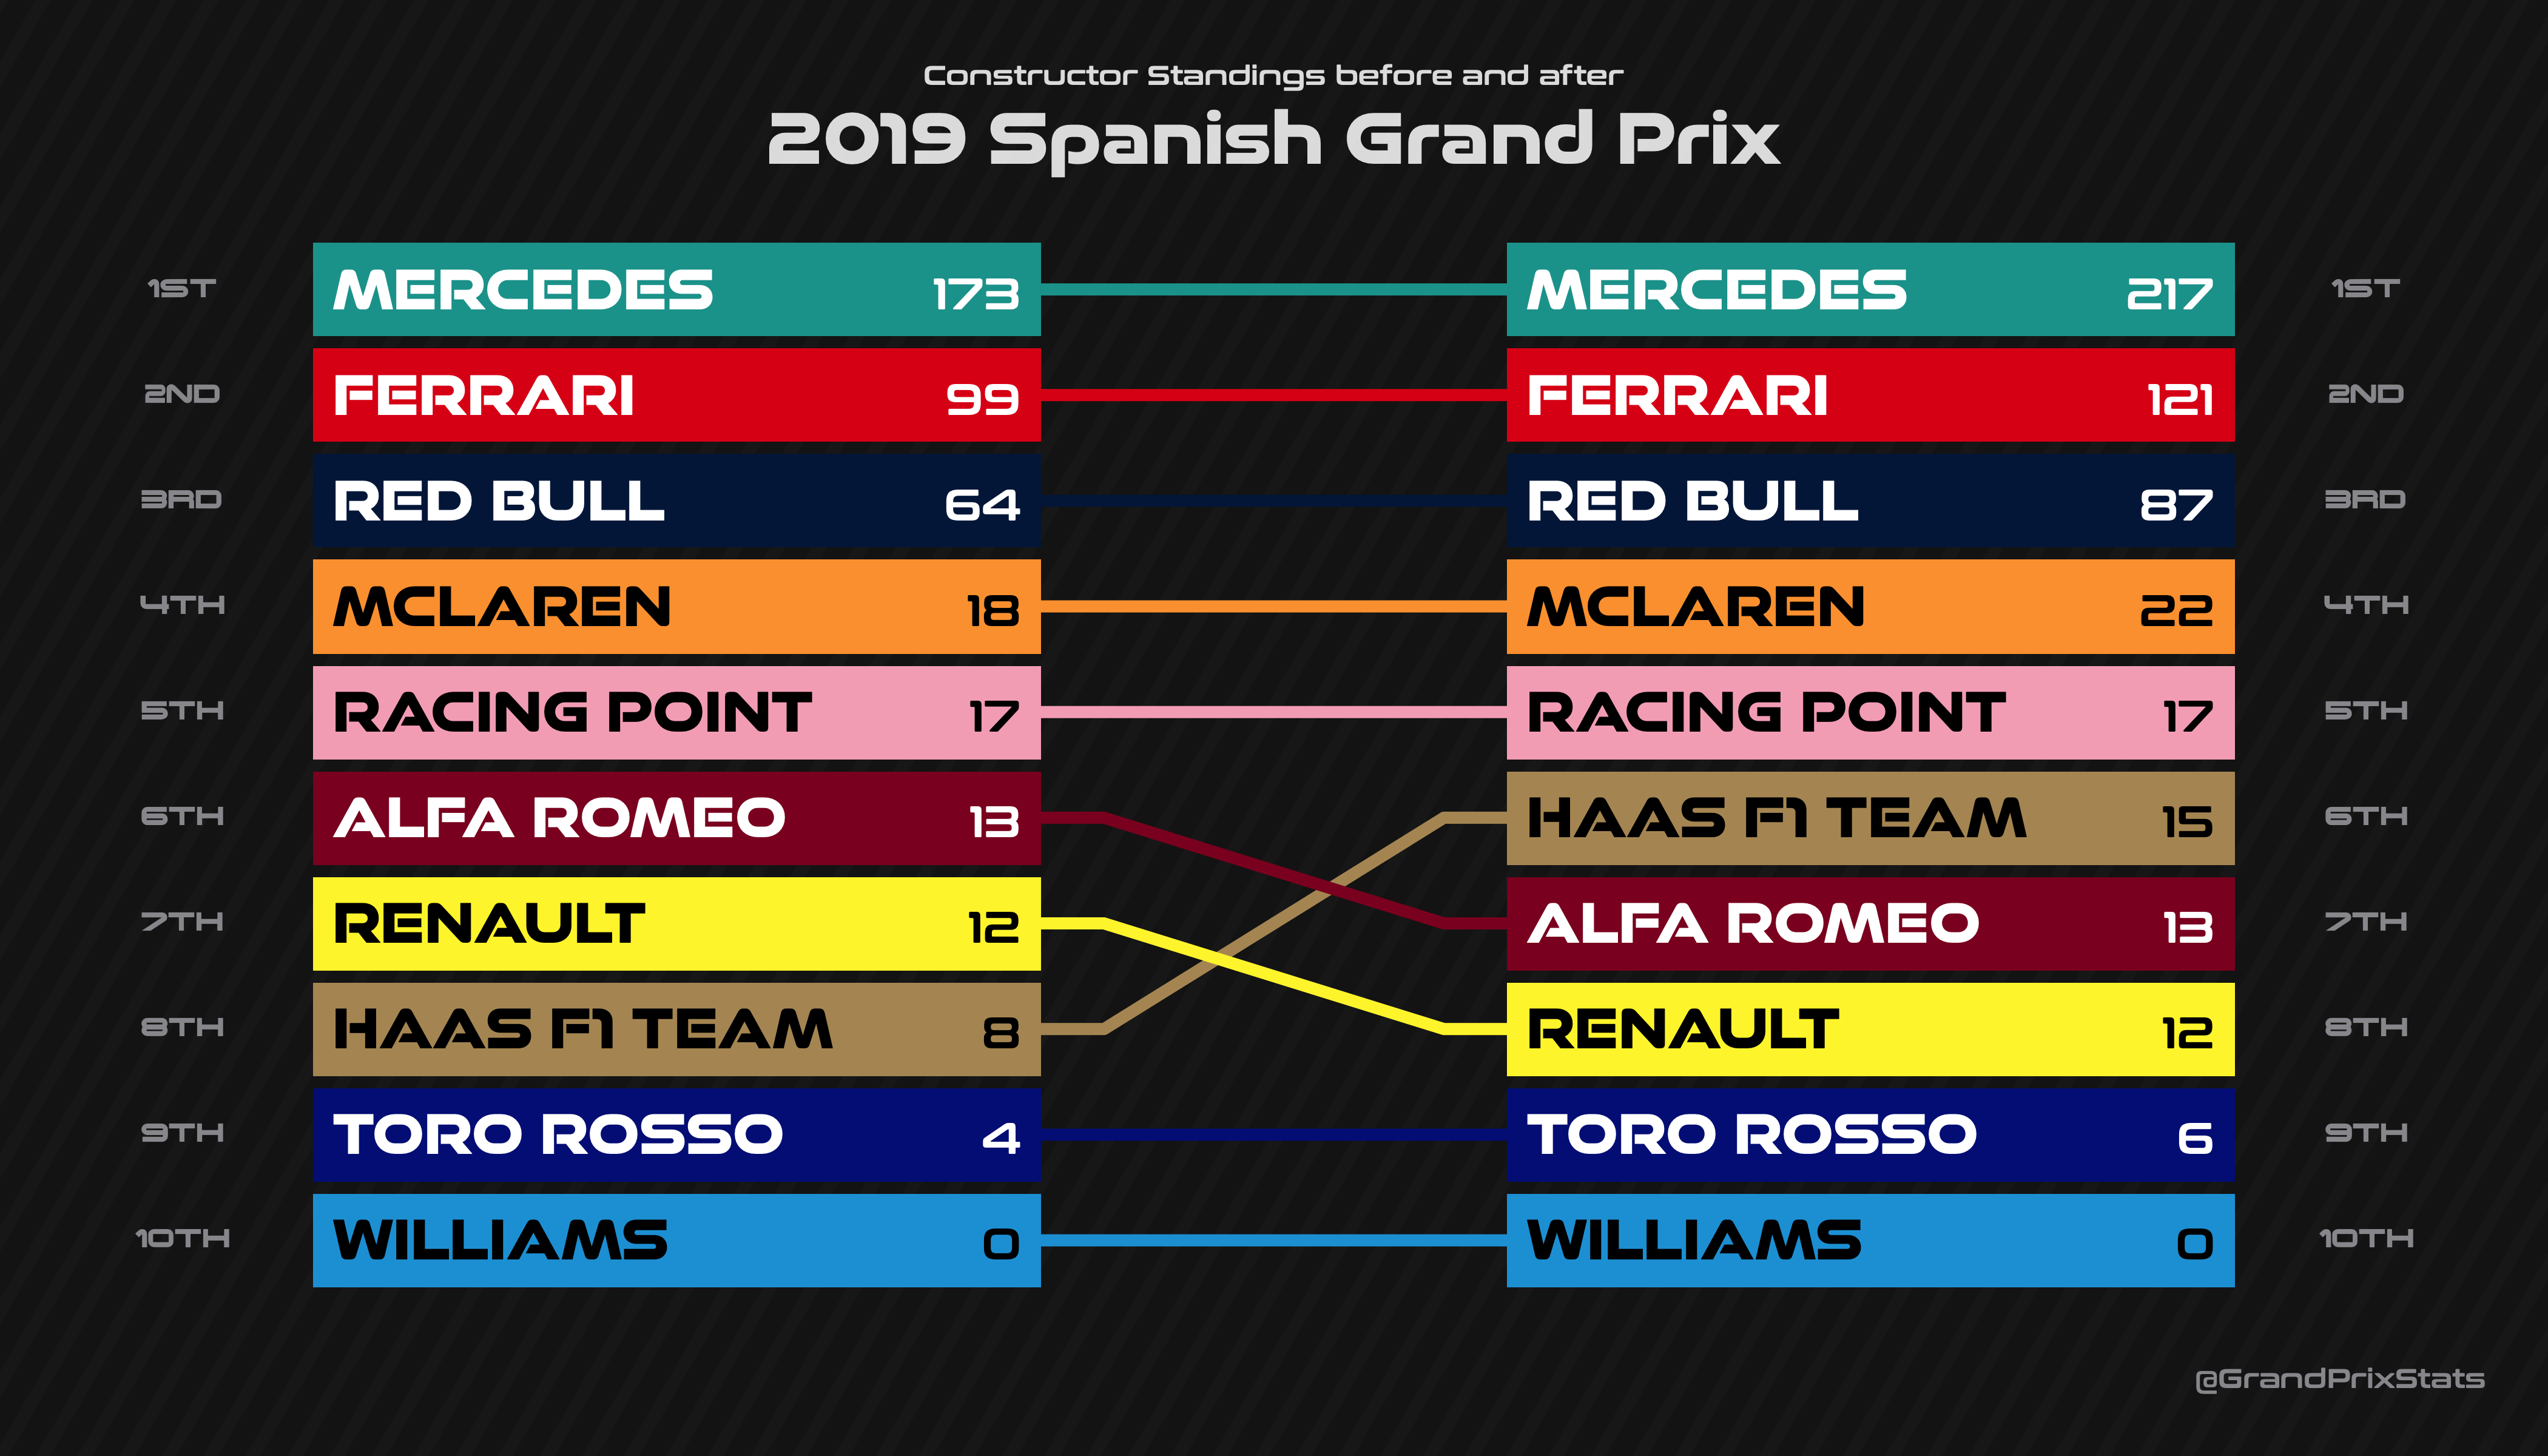 Constructor Standings before and after
2019 Spanish Grand Prix
1ST MERCEDES 173 MERCEDES 217 1ST
2ND FERRARI 99 FERRARI 121 2ND
3RD RED BULL 64 RED BULL 87 3RD
4TH MCLAREN 18 MCLAREN 22 4TH
5TH RACING POINT 17 RACING POINT 17 5TH
6TH ALFA ROMEO 13 HAAS F1 TEAM 15 6TH
7TH RENAULT 12 ALFA ROMEO 13 7TH
8TH HAAS F1 TEAM 8 RENAULT 12 8TH
9TH TORO ROSSO 4 TORO ROSSO 6 9TH
10TH WILLIAMS 0 WILLIAMS 0 10TH
@GrandPrixStats